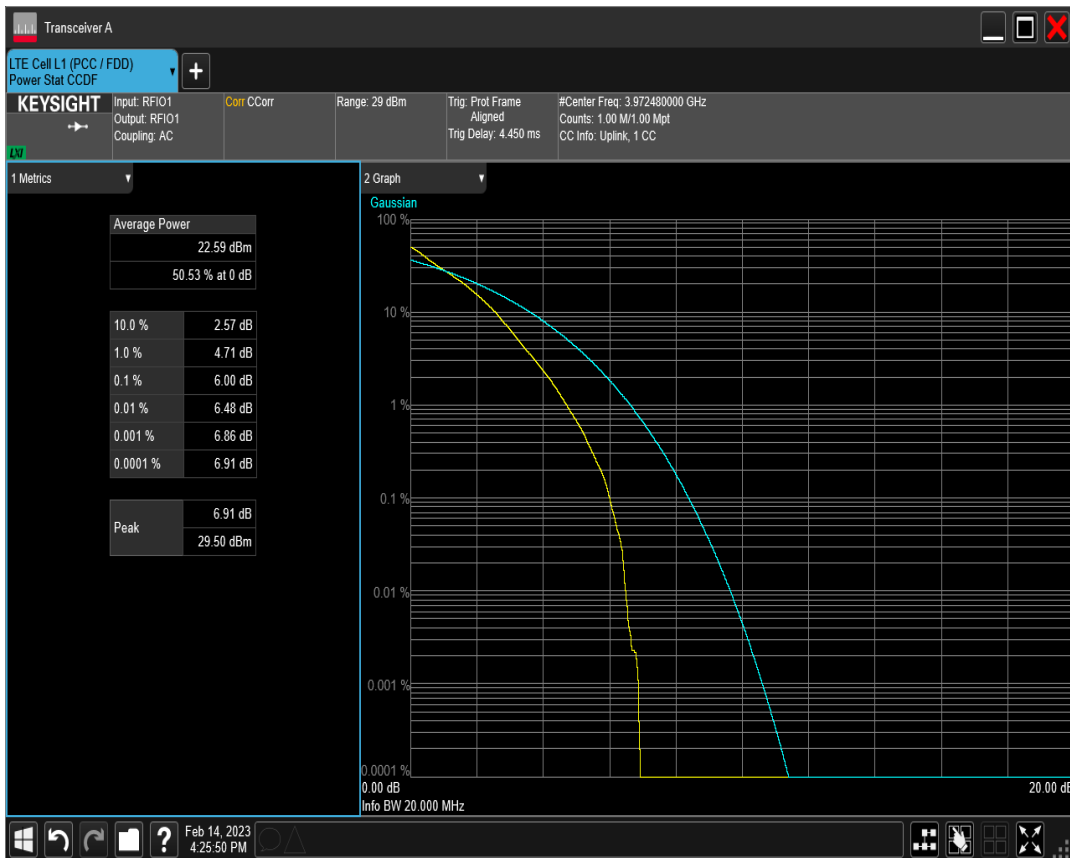 Transceiver A
LTE Cell L1 (PCC / FDD)
Power Stat CCDF
KEYSIGHT
LXI
Input: RFIO1
Output: RFIO1
Coupling: AC
Corr CCorr
Range: 29 dBm
Trig: Prot Frame
Aligned
Trig Delay: 4.450 ms
#Center Freq: 3.972480000 GHz
Counts: 1.00 M/1.00 Mpt
CC Info: Uplink, 1 CC
1 Metrics
Average Power
22.59 dBm
50.53 % at 0 dB
10.0 % 2.57 dB
1.0 % 4.71 dB
0.1 % 6.00 dB
0.01 % 6.48 dB
0.001 % 6.86 dB
0.0001 % 6.91 dB
Peak
6.91 dB
29.50 dBm
2 Graph
Gaussian
100 %
10 %
1 %
0.1 %
0.01 %
0.001 %
0.0001 %
0.00 dB 20.00 dB
Info BW 20.000 MHz
Feb 14, 2023
4:25:50 PM